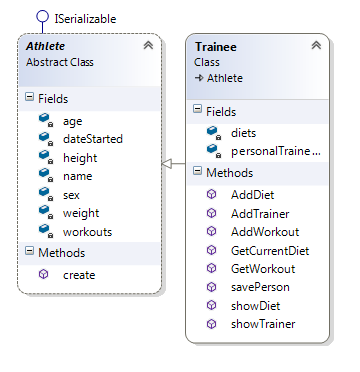 ISerializable
Athlete
Abstract Class
Fields
age
dateStarted
height
name
sex
weight
workouts
Methods
create
Trainee
Class
Athlete
Fields
diets
personalTraine...
Methods
AddDiet
AddTrainer
AddWorkout
GetCurrentDiet
GetWorkout
savePerson
showDiet
showTrainer